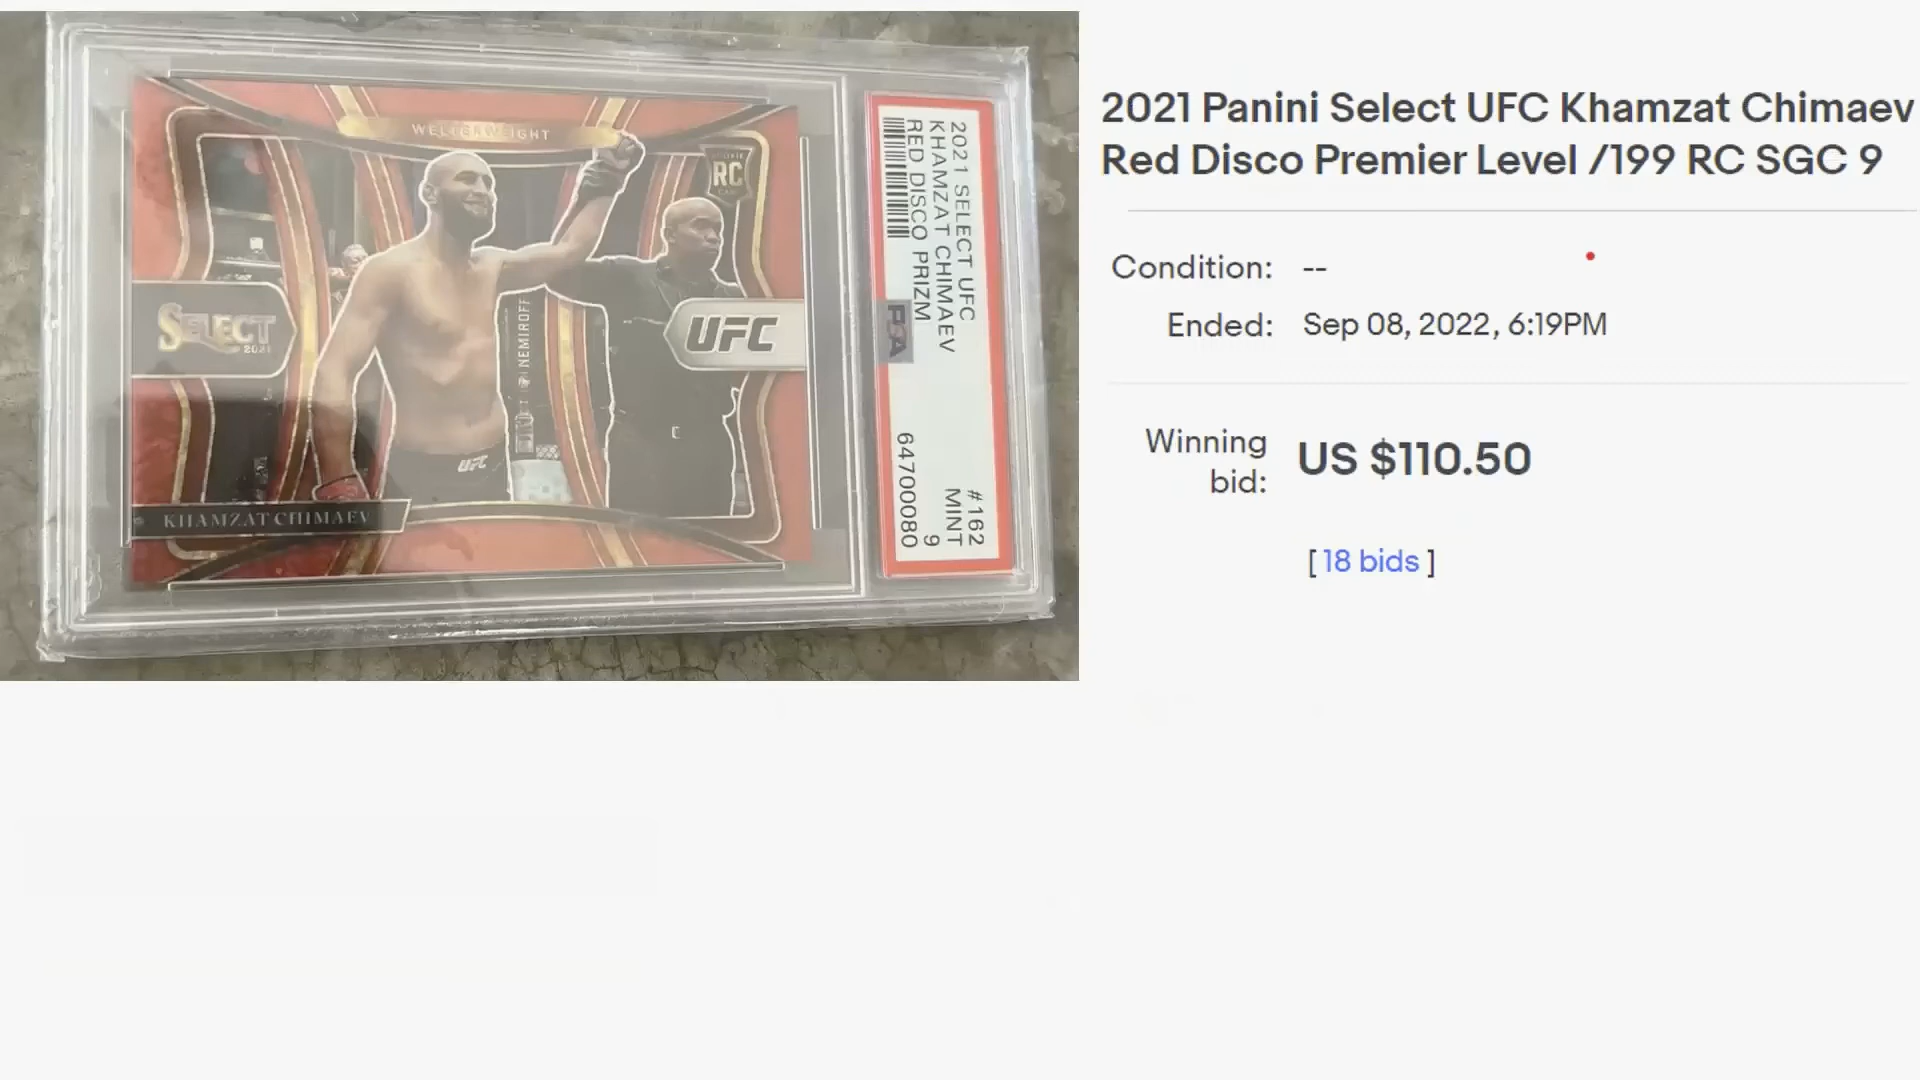 WELTERWEIGHT
ROOKIE
RC
CARD
SELECT
2021
NEMIROFF
UFC
UFC
KHAMZAT CHIMAEV
2021 SELECT UFC
KHAMZAT CHIMAEV
RED DISCO PRIZM
PSA
#162
MINT
9
64700080
2021 Panini Select UFC Khamzat Chimaev
Red Disco Premier Level /199 RC SGC 9
Condition: --
Ended: Sep 08, 2022, 6:19PM
Winning bid: US $110.50
[ 18 bids ]